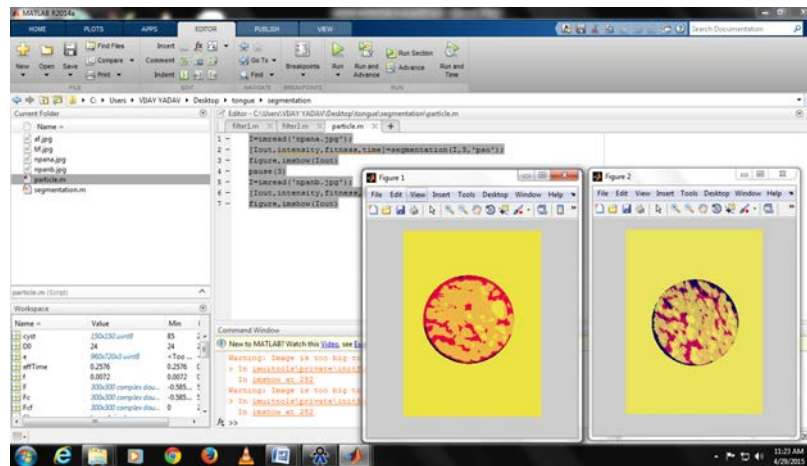 MATLAB R2014a
HOME PLOTS APPS EDITOR PUBLISH VIEW
Search Documentation
New Open Save
Find Files
Compare
Print
Insert
Comment
Indent
Go To
Find
Breakpoints
Run
Run and Advance
Run Section
Advance
Run and Time
FILE EDIT NAVIGATE BREAKPOINTS RUN
C: Users VIJAY YADAV Desktop tongue segmentation
Current Folder
Name
af.jpg
bf.jpg
npana.jpg
npanb.jpg
particle.m
segmentation.m
particle.m (Script)
Editor - C:\Users\VIJAY YADAV\Desktop\tongue\segmentation\particle.m
filter1.m particle.m
1 I=imread('npana.jpg');
2 [Iout,intensity,fitness,time]=segmentation(I,3,'pso');
3 figure,imshow(Iout)
4 pause(3)
5 I=imread('npanb.jpg');
6 [Iout,intensity,fitness,
7 figure,imshow(Iout)
Workspace
Name Value Min
cyst 150x150 uint8 85
D0 24 24
e 960x720x3 uint8 <Too ...
effTime 0.2576 0.2576
f 0.0072 0.0072
F 300x300 complex dou... -0.585...
Fc 300x300 complex dou... -0.585...
Fcf 300x300 complex dou... 0
Command Window
New to MATLAB? Watch this Video, see
Warning: Image is too big to
> In imuitools\private\
In imshow at 282
Warning: Image is too big to
> In imuitools\private\
In imshow at 282
fx >>
Figure 1
File Edit View Insert Tools Desktop Window Help
Figure 2
File Edit View Insert Tools Desktop Window Help
11:23 AM
4/29/2015